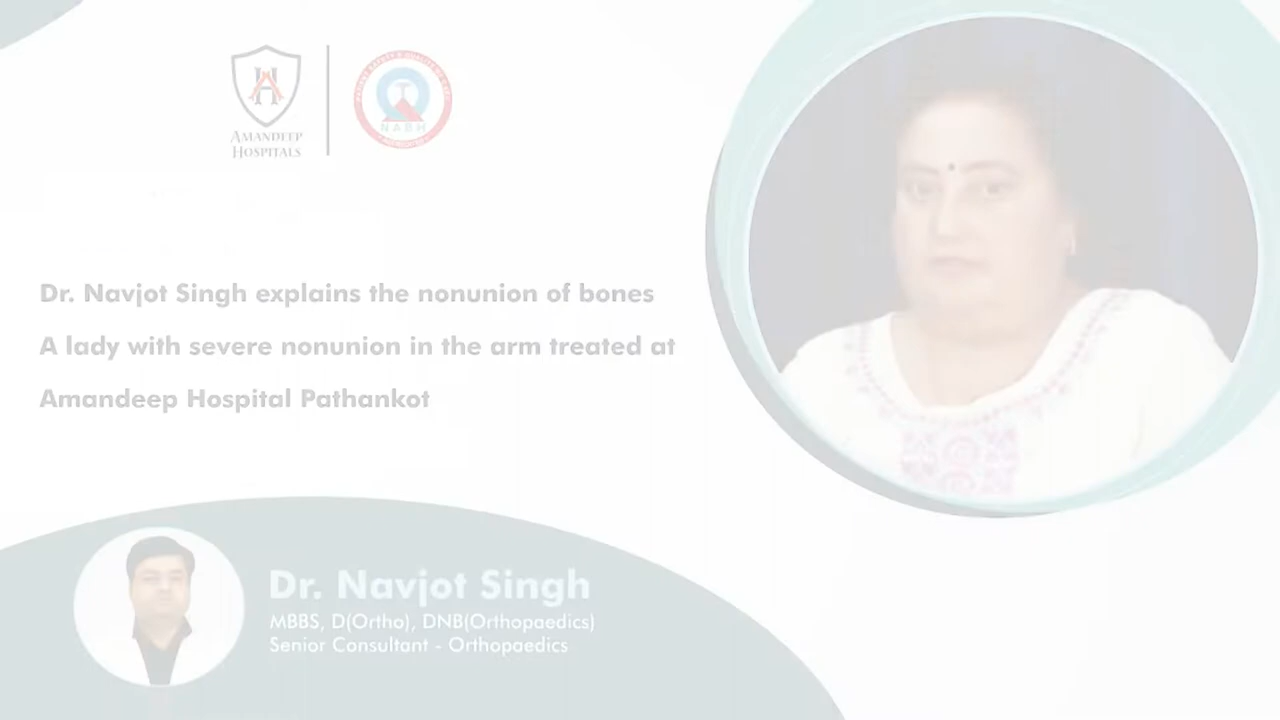 AMANDEEP
HOSPITALS
NABH
Dr. Navjot Singh explains the nonunion of bones
A lady with severe nonunion in the arm treated at
Amandeep Hospital Pathankot
Dr. Navjot Singh
MBBS, D(Ortho), DNB(Orthopaedics)
Senior Consultant - Orthopaedics